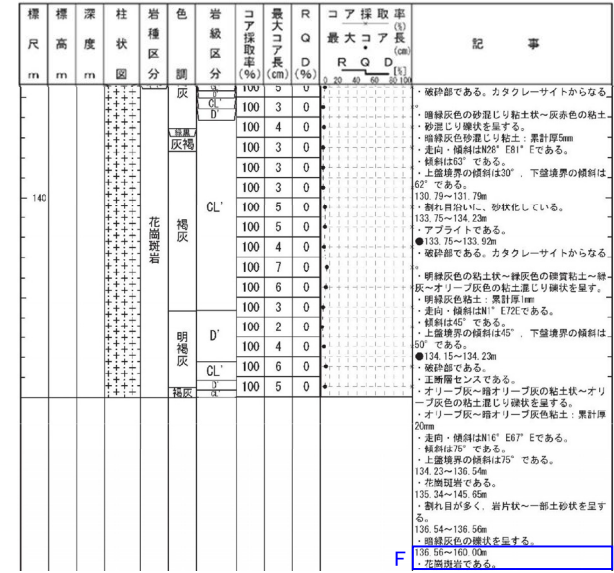 標尺m
標高m
深度m
柱状図
岩種区分
色調
岩級区分
コア採取率(%)
最大コア長(cm)
RQD(%)
コア採取率(%)
最大コア長(cm)
RQD[%]
0 20 40 60 80 100
記事
灰 100 5 0
CL' 100 3 0
D'
100 4 0
緑黒
灰褐 100 3 0
100 3 0
100 3 0
140
花崗斑岩
褐灰
CL'
100 5 0
100 5 0
100 4 0
100 7 0
100 6 0
100 3 0
明褐灰
D'
100 2 0
100 4 0
CL' 100 6 0
D'
褐灰 CL' 100 5 0
・破砕部である。カタクレーサイトからなる
。
・暗緑灰色の砂混じり粘土状~灰赤色の粘土
・砂混じり礫状を呈する。
・暗緑灰色砂混じり粘土：累計厚5mm
・走向・傾斜はN28°E81°Eである。
・傾斜は63°である。
・上盤境界の傾斜は30°、下盤境界の傾斜は
62°である。
130.79~131.79m
・割れ目沿いに、砂状化している。
133.75~134.23m
・アプライトである。
●133.75~133.92m
・破砕部である。カタクレーサイトからなる
。
・明緑灰色の粘土状~緑灰色の礫質粘土~緑
灰~オリーブ灰色の粘土混じり礫状を呈す。
・明緑灰色粘土：累計厚1mm
・走向・傾斜はN1°E72Eである。
・傾斜は45°である。
・上盤境界の傾斜は45°、下盤境界の傾斜は
50°である。
●134.15~134.23m
・破砕部である。
・正断層センスである。
・オリーブ灰~暗オリーブ灰の粘土状~オリ
ーブ灰色の粘土混じり礫状を呈する。
・オリーブ灰~暗オリーブ灰色粘土：累計厚
20mm
・走向・傾斜はN16°E67°Eである。
・傾斜は75°である。
・上盤境界の傾斜は75°である。
134.23~136.54m
・花崗斑岩である。
135.34~145.65m
・割れ目が多く、岩片状~一部土砂状を呈す
る。
136.54~136.56m
・暗緑灰色の礫状を呈する。
F 136.56~160.00m
・花崗斑岩である。